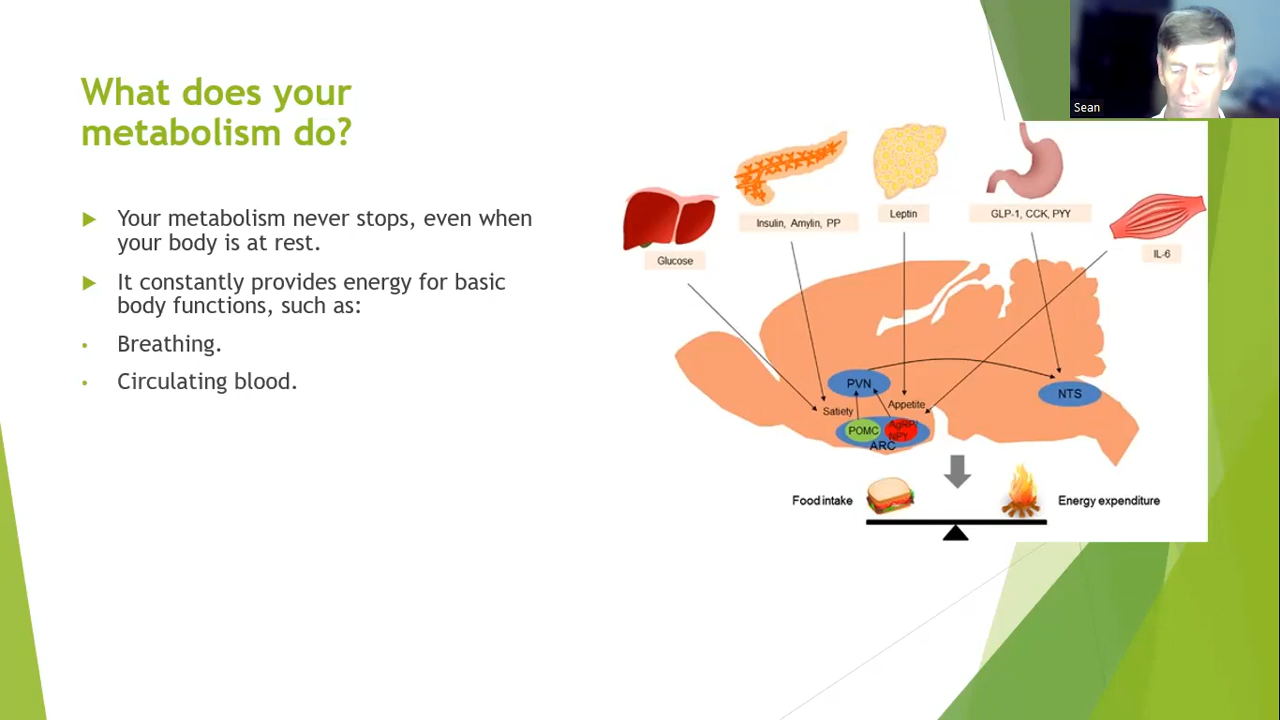 What does your
metabolism do?
Your metabolism never stops, even when
your body is at rest.
It constantly provides energy for basic
body functions, such as:
Breathing.
Circulating blood.
Sean
Glucose
Insulin, Amylin, PP
Leptin
GLP-1, CCK, PYY
IL-6
PVN
NTS
Satiety
Appetite
POMC
AgRP/
NPY
ARC
Food intake
Energy expenditure